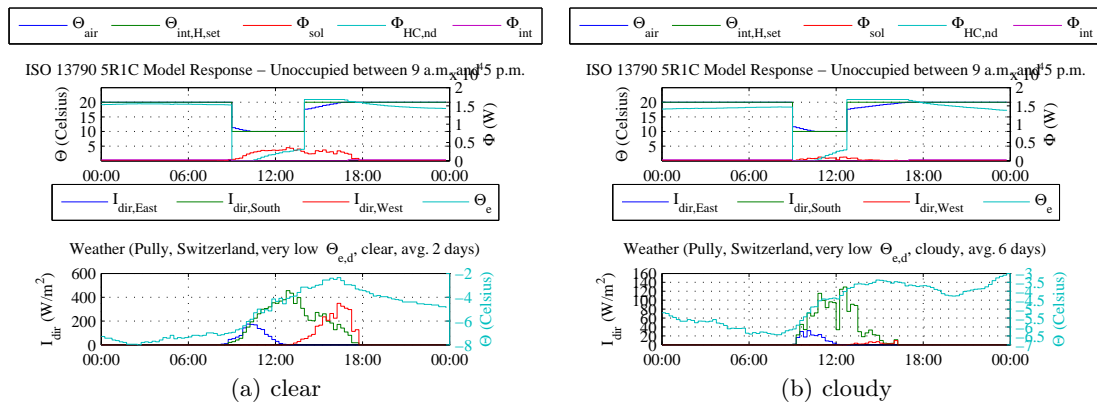 Θair Θint,H,set Φsol ΦHC,nd Φint
ISO 13790 5R1C Model Response – Unoccupied between 9 a.m. and 5 p.m.
x 10^4
Θ (Celsius)
20
15
10
5
Φ (W)
2
1.5
1
0.5
0
00:00 06:00 12:00 18:00 00:00
Idir,East Idir,South Idir,West Θe
Weather (Pully, Switzerland, very low Θe,d, clear, avg. 2 days)
Idir (W/m²)
600
400
200
0
Θ (Celsius)
−2
−4
−6
−8
00:00 06:00 12:00 18:00 00:00
(a) clear
Θair Θint,H,set Φsol ΦHC,nd Φint
ISO 13790 5R1C Model Response – Unoccupied between 9 a.m. and 5 p.m.
x 10^4
Θ (Celsius)
20
15
10
5
Φ (W)
2
1.5
1
0.5
0
00:00 06:00 12:00 18:00 00:00
Idir,East Idir,South Idir,West Θe
Weather (Pully, Switzerland, very low Θe,d, cloudy, avg. 6 days)
Idir (W/m²)
160
140
120
100
80
60
40
20
0
Θ (Celsius)
−3
−3.5
−4
−4.5
−5
−5.5
−6
−6.5
−7
00:00 06:00 12:00 18:00 00:00
(b) cloudy